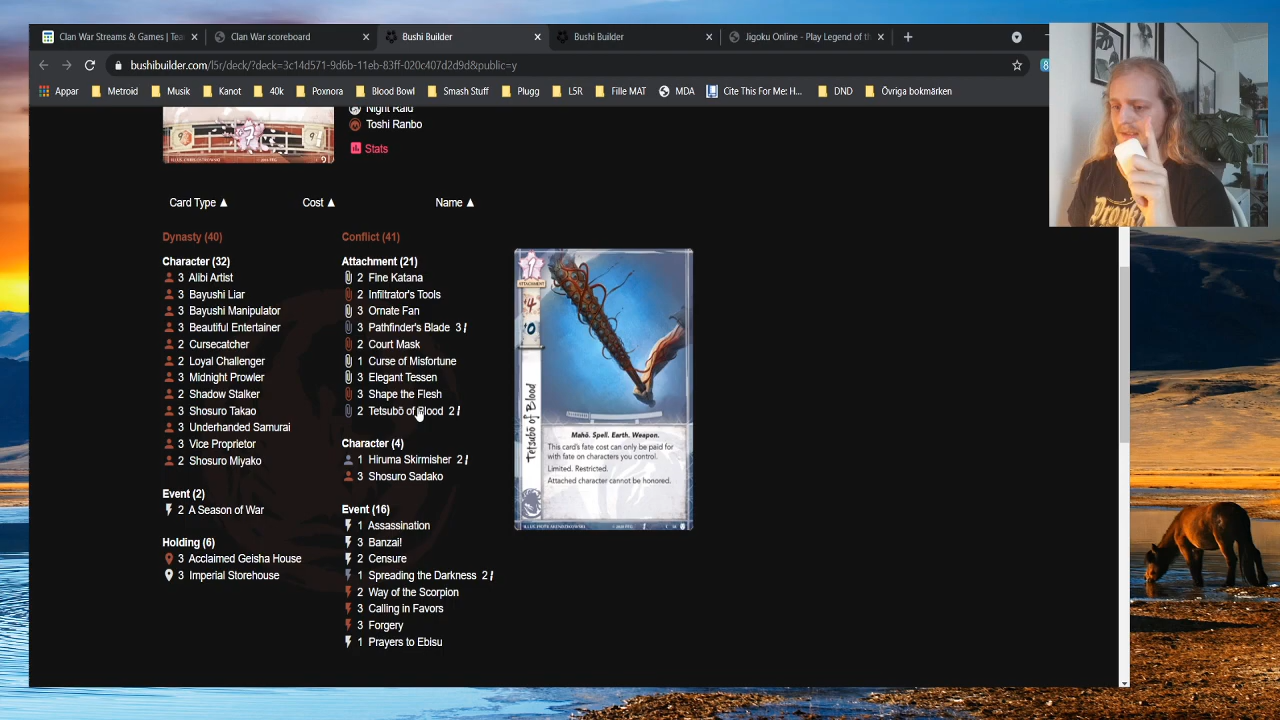 Clan War Streams & Games | Tea
Clan War scoreboard
Bushi Builder
Bushi Builder
Jigoku Online - Play Legend of th
bushibuilder.com/l5r/deck/?deck=3c14d571-9d6b-11eb-83ff-020c407d2d9d&public=y
Appar
Metroid
Musik
Kanot
40k
Poxnora
Blood Bowl
Smash Stuff
Plugg
L5R
Fille MAT
MDA
Cite This For Me: H...
DND
Övriga bokmärken
Night Raid
Toshi Ranbo
Stats
Card Type ▲
Cost ▲
Name ▲
Dynasty (40)
Character (32)
3 Alibi Artist
3 Bayushi Liar
3 Bayushi Manipulator
3 Beautiful Entertainer
2 Cursecatcher
2 Loyal Challenger
3 Midnight Prowler
2 Shadow Stalker
3 Shosuro Takao
3 Underhanded Samurai
3 Vice Proprietor
2 Shosuro Miyako
Event (2)
2 A Season of War
Holding (6)
3 Acclaimed Geisha House
3 Imperial Storehouse
Conflict (41)
Attachment (21)
2 Fine Katana
2 Infiltrator's Tools
3 Ornate Fan
3 Pathfinder's Blade 3
2 Court Mask
1 Curse of Misfortune
3 Elegant Tessen
3 Shape the Flesh
2 Tetsubō of Blood 2
Character (4)
1 Hiruma Skirmisher 2
3 Shosuro Sadako
Event (16)
1 Assassination
3 Banzai!
2 Censure
1 Spreading the Darkness 2
2 Way of the Scorpion
3 Calling in Favors
3 Forgery
1 Prayers to Ebisu
1
ATTACHMENT
+4
+0
Tetsubō of Blood
Mahō. Spell. Earth. Weapon.
This card's fate cost can only be paid for
with fate on characters you control.
Limited. Restricted.
Attached character cannot be honored.